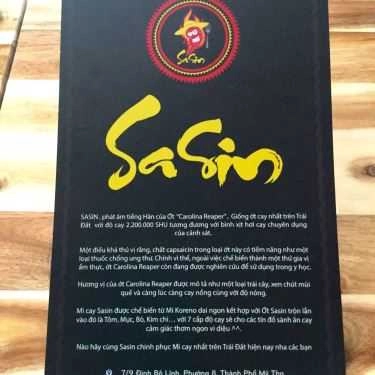 SaSin
SaSin
SASIN, phát âm tiếng Hàn của Ớt "Carolina Reaper", Giống ớt cay nhất trên Trái
Đất với độ cay 2.200.000 SHU tương đương với bình xịt hơi cay chuyên dụng
của cảnh sát.
Một điều khá thú vị rằng, chất capsaicin trong loại ớt này có tiềm năng như một
loại thuốc chống ung thư. Chính vì thế, ngoài việc chế biến thành một thứ gia vị
ẩm thực, ớt Carolina Reaper còn đang được nghiên cứu để sử dụng trong y học.
Hương vị của ớt Carolina Reaper được mô tả như một loại trái cây, xen chút mùi
quế và càng lúc càng cay nồng cùng với độ nóng.
Mì cay Sasin được chế biến từ Mì Koreno dai ngon kết hợp với Ớt Sasin trộn lẫn
vào đó là Tôm, Mực, Bò, Kim chi... với 7 cấp độ cay sẽ cho các tín đồ sành ăn cay
cảm giác thơm ngon vi diệu ^^.
Nào hãy cùng Sasin chinh phục Mì cay nhất trên Trái Đất hiện nay nha các bạn
7/9 Đinh Bộ Lĩnh, Phường 8, Thành Phố Mỹ Tho